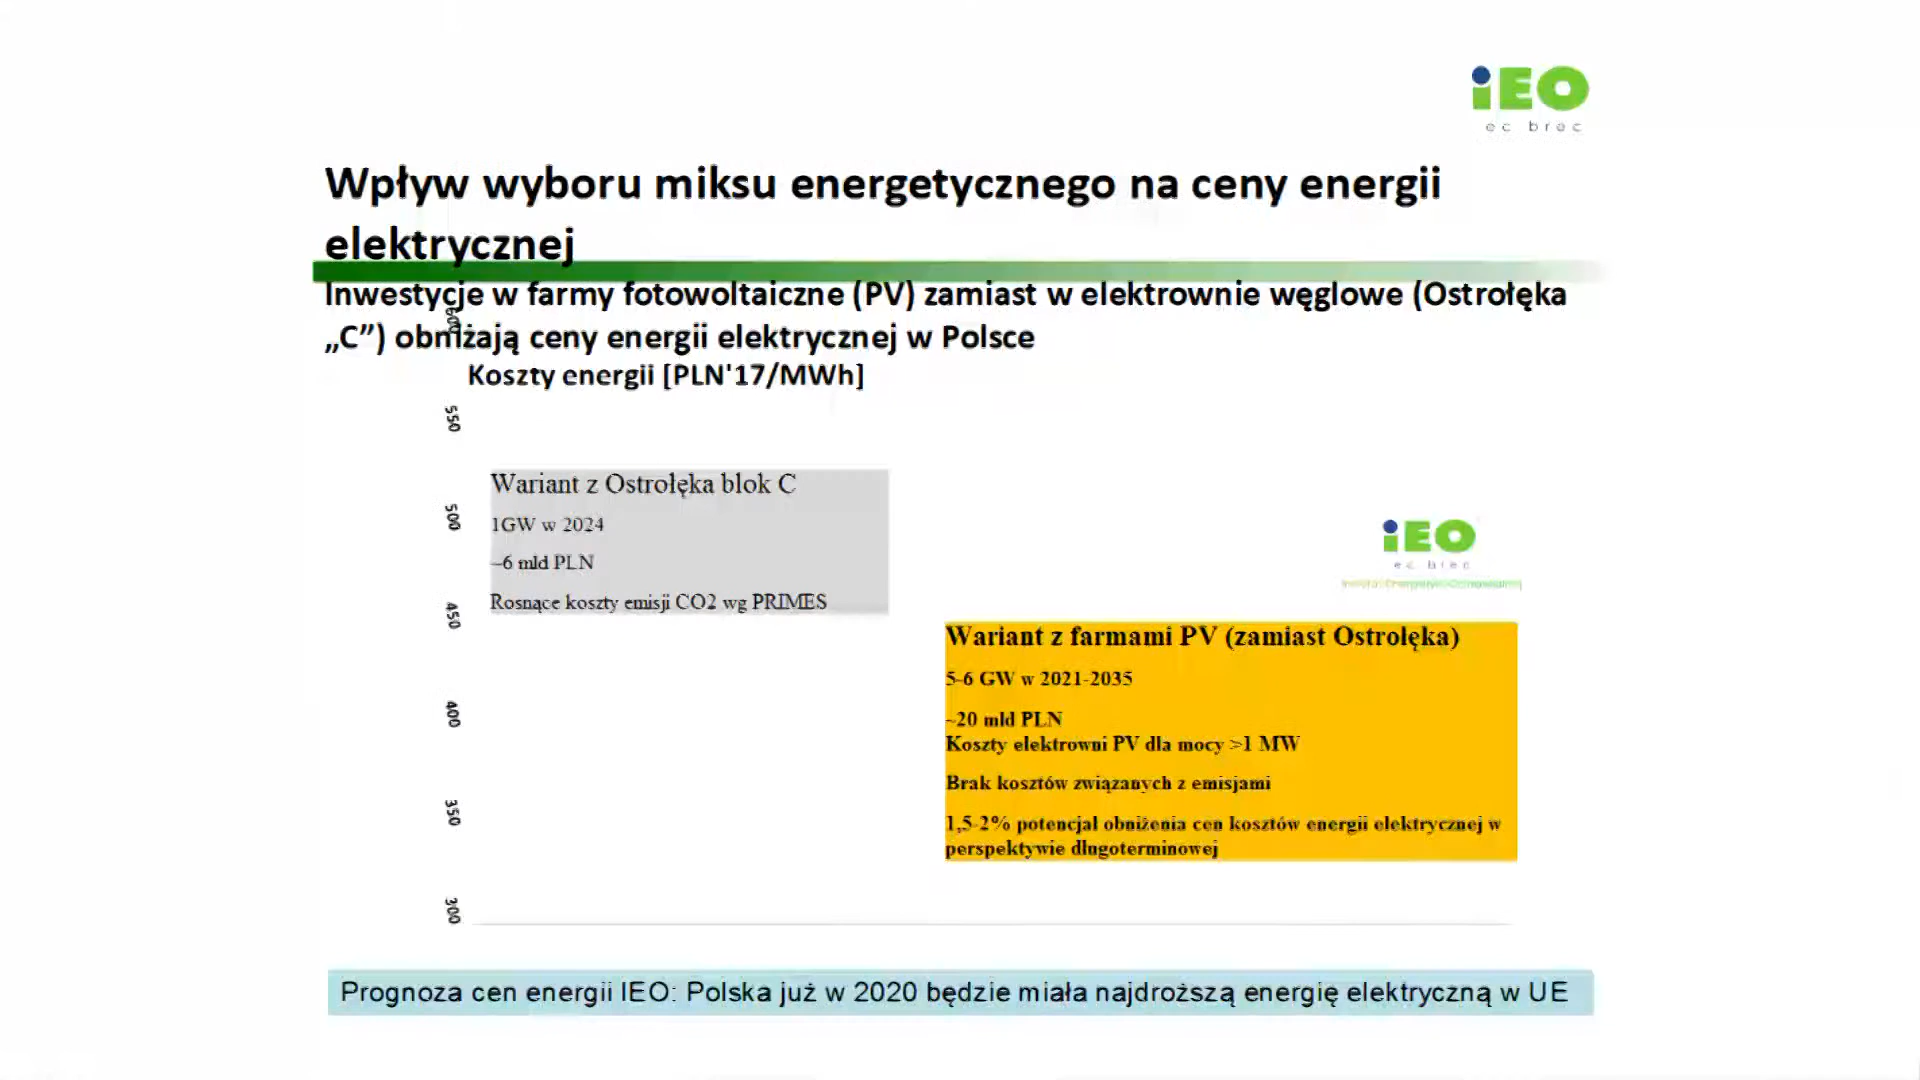 iEO
ec brec
Wpływ wyboru miksu energetycznego na ceny energii
elektrycznej
Inwestycje w farmy fotowoltaiczne (PV) zamiast w elektrownie węglowe (Ostrołęka
„C”) obniżają ceny energii elektrycznej w Polsce
Koszty energii [PLN'17/MWh]
600
550
500
450
400
350
300
Wariant z Ostrołęka blok C
1GW w 2024
~6 mld PLN
Rosnące koszty emisji CO2 wg PRIMES
iEO
ec brec
Instytut Energetyki Odnawialnej
Wariant z farmami PV (zamiast Ostrołęka)
5-6 GW w 2021-2035
~20 mld PLN
Koszty elektrowni PV dla mocy >1 MW
Brak kosztów związanych z emisjami
1,5-2% potencjał obniżenia cen kosztów energii elektrycznej w
perspektywie długoterminowej
Prognoza cen energii IEO: Polska już w 2020 będzie miała najdroższą energię elektryczną w UE